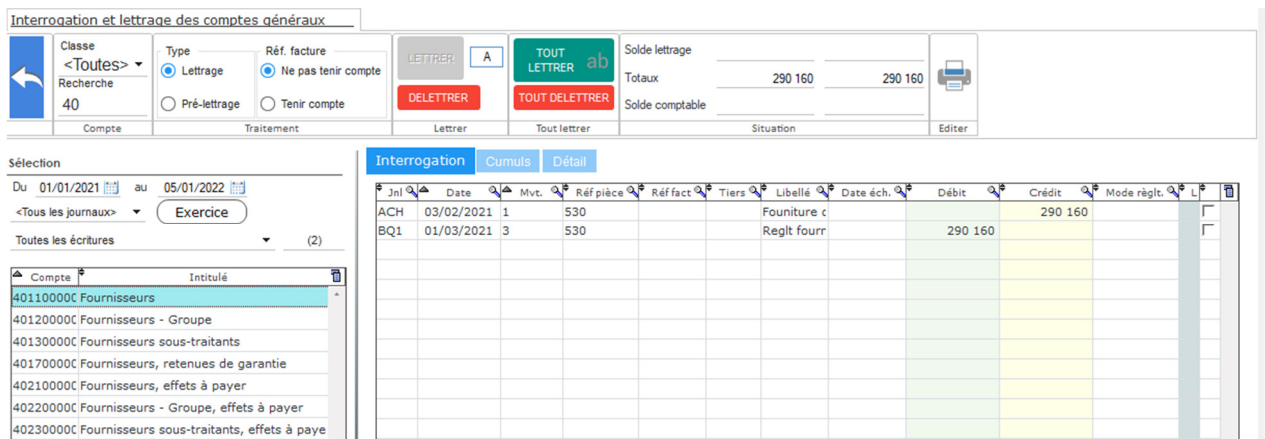 Interrogation et lettrage des comptes généraux
Classe
<Toutes>
Recherche
40
Compte
Type
Lettrage
Pré-lettrage
Réf. facture
Ne pas tenir compte
Tenir compte
Traitement
LETTRER A
DELETTRER
Lettrer
TOUT LETTRER ab
TOUT DELETTRER
Tout lettrer
Solde lettrage
Totaux 290 160 290 160
Solde comptable
Situation
Editer
Sélection
Du 01/01/2021 au 05/01/2022
<Tous les journaux> Exercice
Toutes les écritures (2)
Compte Intitulé
401100000 Fournisseurs
401200000 Fournisseurs - Groupe
401300000 Fournisseurs sous-traitants
401700000 Fournisseurs, retenues de garantie
402100000 Fournisseurs, effets à payer
402200000 Fournisseurs - Groupe, effets à payer
402300000 Fournisseurs sous-traitants, effets à paye
Interrogation Cumuls Détail
Jnl Date Mvt. Réf pièce Réf fact Tiers Libellé Date éch. Débit Crédit Mode règlt. L
ACH 03/02/2021 1 530 Founiture d 290 160
BQ1 01/03/2021 3 530 Reglt fourr 290 160